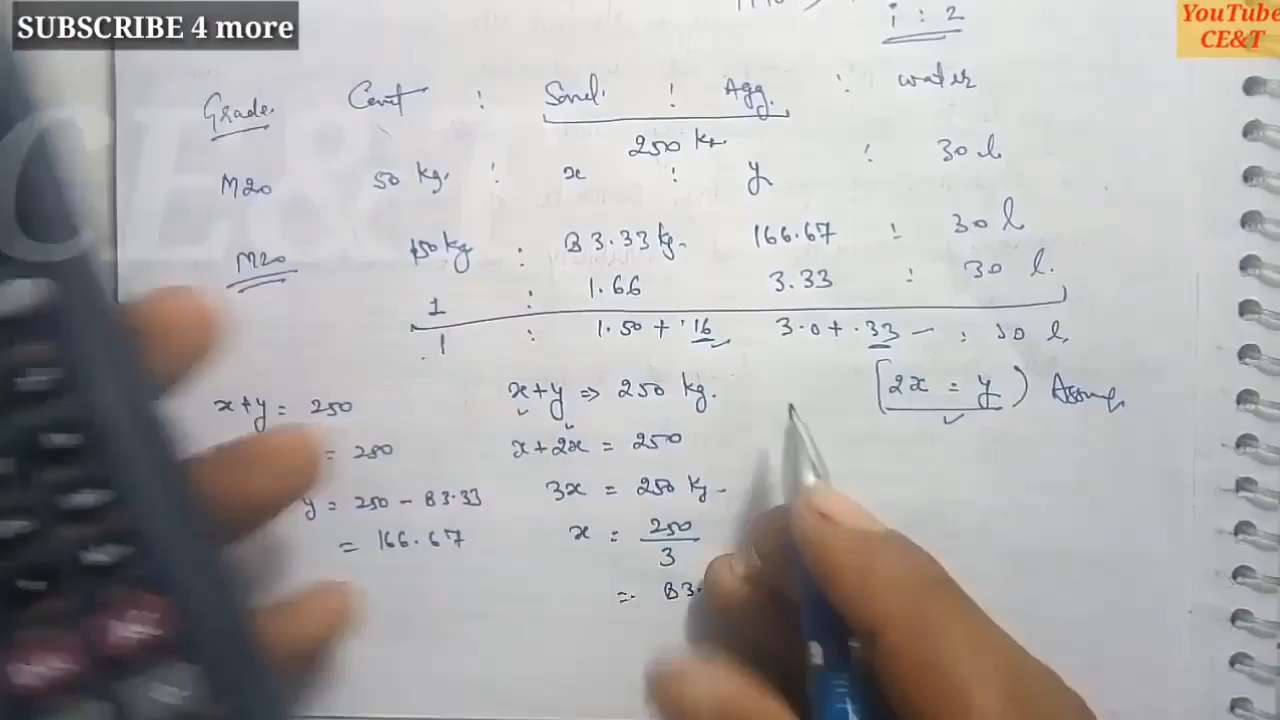 SUBSCRIBE 4 more
YouTube
CE&T
i : 2
Grade Cemt : Sand : Agg. : water
250 kg
M20 50 kg. : x : y : 30 l
M20 50 kg : 83.33 kg. 166.67 : 30 l
1 : 1.66 3.33 : 30 l.
1 : 1.50 + .16 3.0 + .33 : 30 l.
x+y = 250 x+y => 250 kg. [2x = y) Assume
= 250 x+2x = 250
y = 250 - 83.33 3x = 250 kg
= 166.67 x = 250
3
= 83.
CE&T